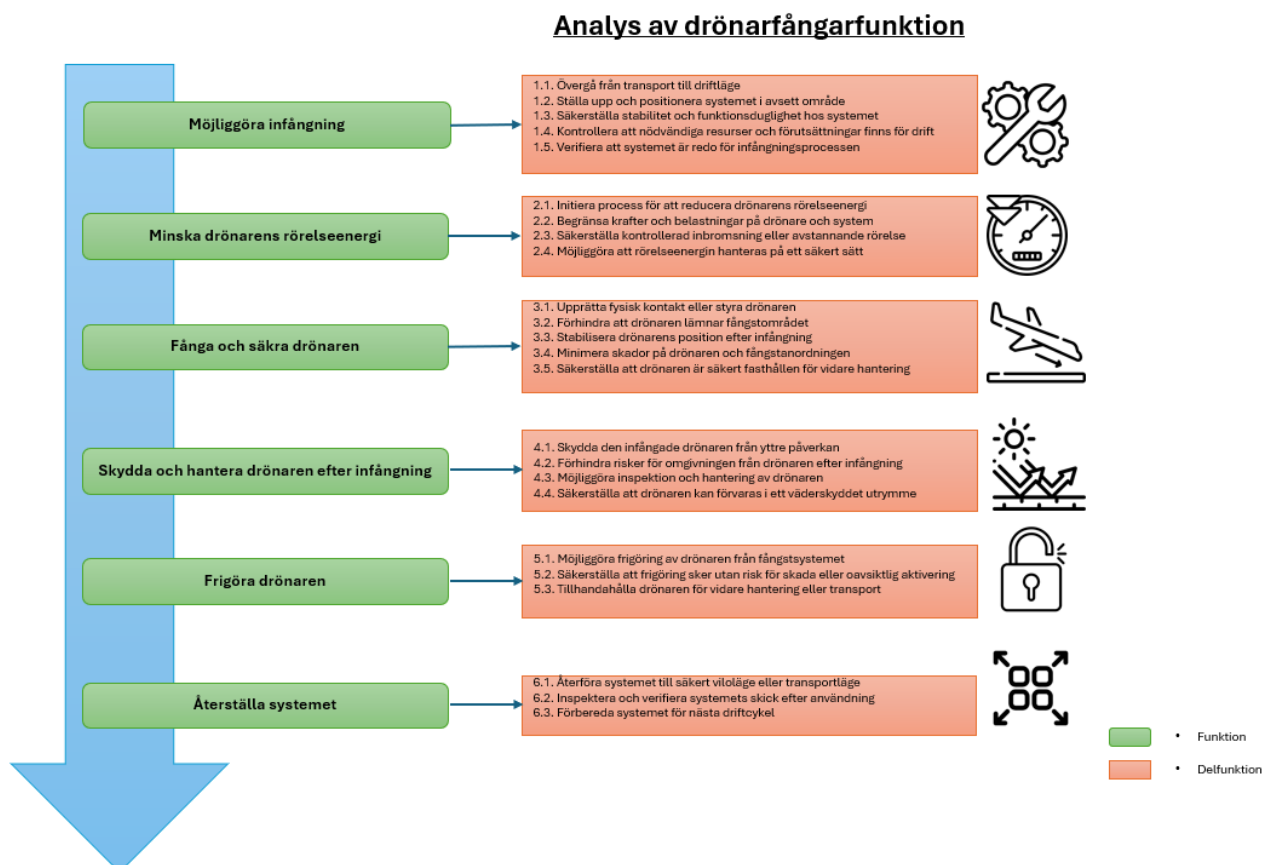 Analys av drönarfångarfunktion
Möjliggöra infångning
1.1. Övergå från transport till driftläge
1.2. Ställa upp och positionera systemet i avsett område
1.3. Säkerställa stabilitet och funktionsduglighet hos systemet
1.4. Kontrollera att nödvändiga resurser och förutsättningar finns för drift
1.5. Verifiera att systemet är redo för infångningsprocessen
Minska drönarens rörelseenergi
2.1. Initiera process för att reducera drönarens rörelseenergi
2.2. Begränsa krafter och belastningar på drönare och system
2.3. Säkerställa kontrollerad inbromsning eller avstannande rörelse
2.4. Möjliggöra att rörelseenergin hanteras på ett säkert sätt
Fånga och säkra drönaren
3.1. Upprätta fysisk kontakt eller styra drönaren
3.2. Förhindra att drönaren lämnar fångstområdet
3.3. Stabilisera drönarens position efter infångning
3.4. Minimera skador på drönaren och fångstanordningen
3.5. Säkerställa att drönaren är säkert fasthållen för vidare hantering
Skydda och hantera drönaren efter infångning
4.1. Skydda den infångade drönaren från yttre påverkan
4.2. Förhindra risker för omgivningen från drönaren efter infångning
4.3. Möjliggöra inspektion och hantering av drönaren
4.4. Säkerställa att drönaren kan förvaras i ett väderskyddet utrymme
Frigöra drönaren
5.1. Möjliggöra frigöring av drönaren från fångstsystemet
5.2. Säkerställa att frigöring sker utan risk för skada eller oavsiktlig aktivering
5.3. Tillhandahålla drönaren för vidare hantering eller transport
Återställa systemet
6.1. Återföra systemet till säkert viloläge eller transportläge
6.2. Inspektera och verifiera systemets skick efter användning
6.3. Förbereda systemet för nästa driftcykel
• Funktion
• Delfunktion